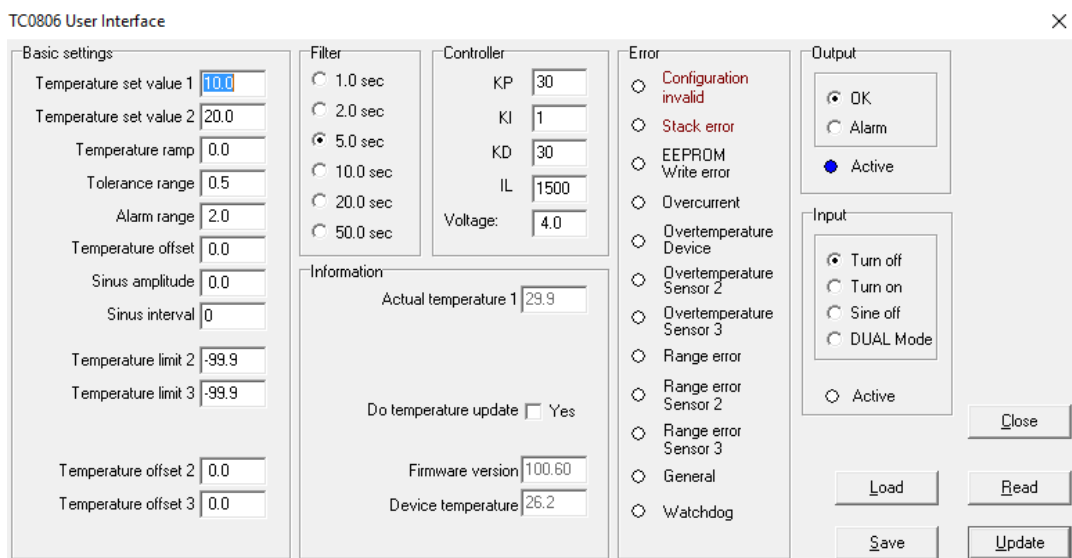 TC0806 User Interface
Basic settings
Temperature set value 1 10.0
Temperature set value 2 20.0
Temperature ramp 0.0
Tolerance range 0.5
Alarm range 2.0
Temperature offset 0.0
Sinus amplitude 0.0
Sinus interval 0
Temperature limit 2 -99.9
Temperature limit 3 -99.9
Temperature offset 2 0.0
Temperature offset 3 0.0
Filter
1.0 sec
2.0 sec
5.0 sec
10.0 sec
20.0 sec
50.0 sec
Controller
KP 30
KI 1
KD 30
IL 1500
Voltage: 4.0
Information
Actual temperature 1 29.9
Do temperature update Yes
Firmware version 100.60
Device temperature 26.2
Error
Configuration
invalid
Stack error
EEPROM
Write error
Overcurrent
Overtemperature
Device
Overtemperature
Sensor 2
Overtemperature
Sensor 3
Range error
Range error
Sensor 2
Range error
Sensor 3
General
Watchdog
Output
OK
Alarm
Active
Input
Turn off
Turn on
Sine off
DUAL Mode
Active
Close
Load
Read
Save
Update